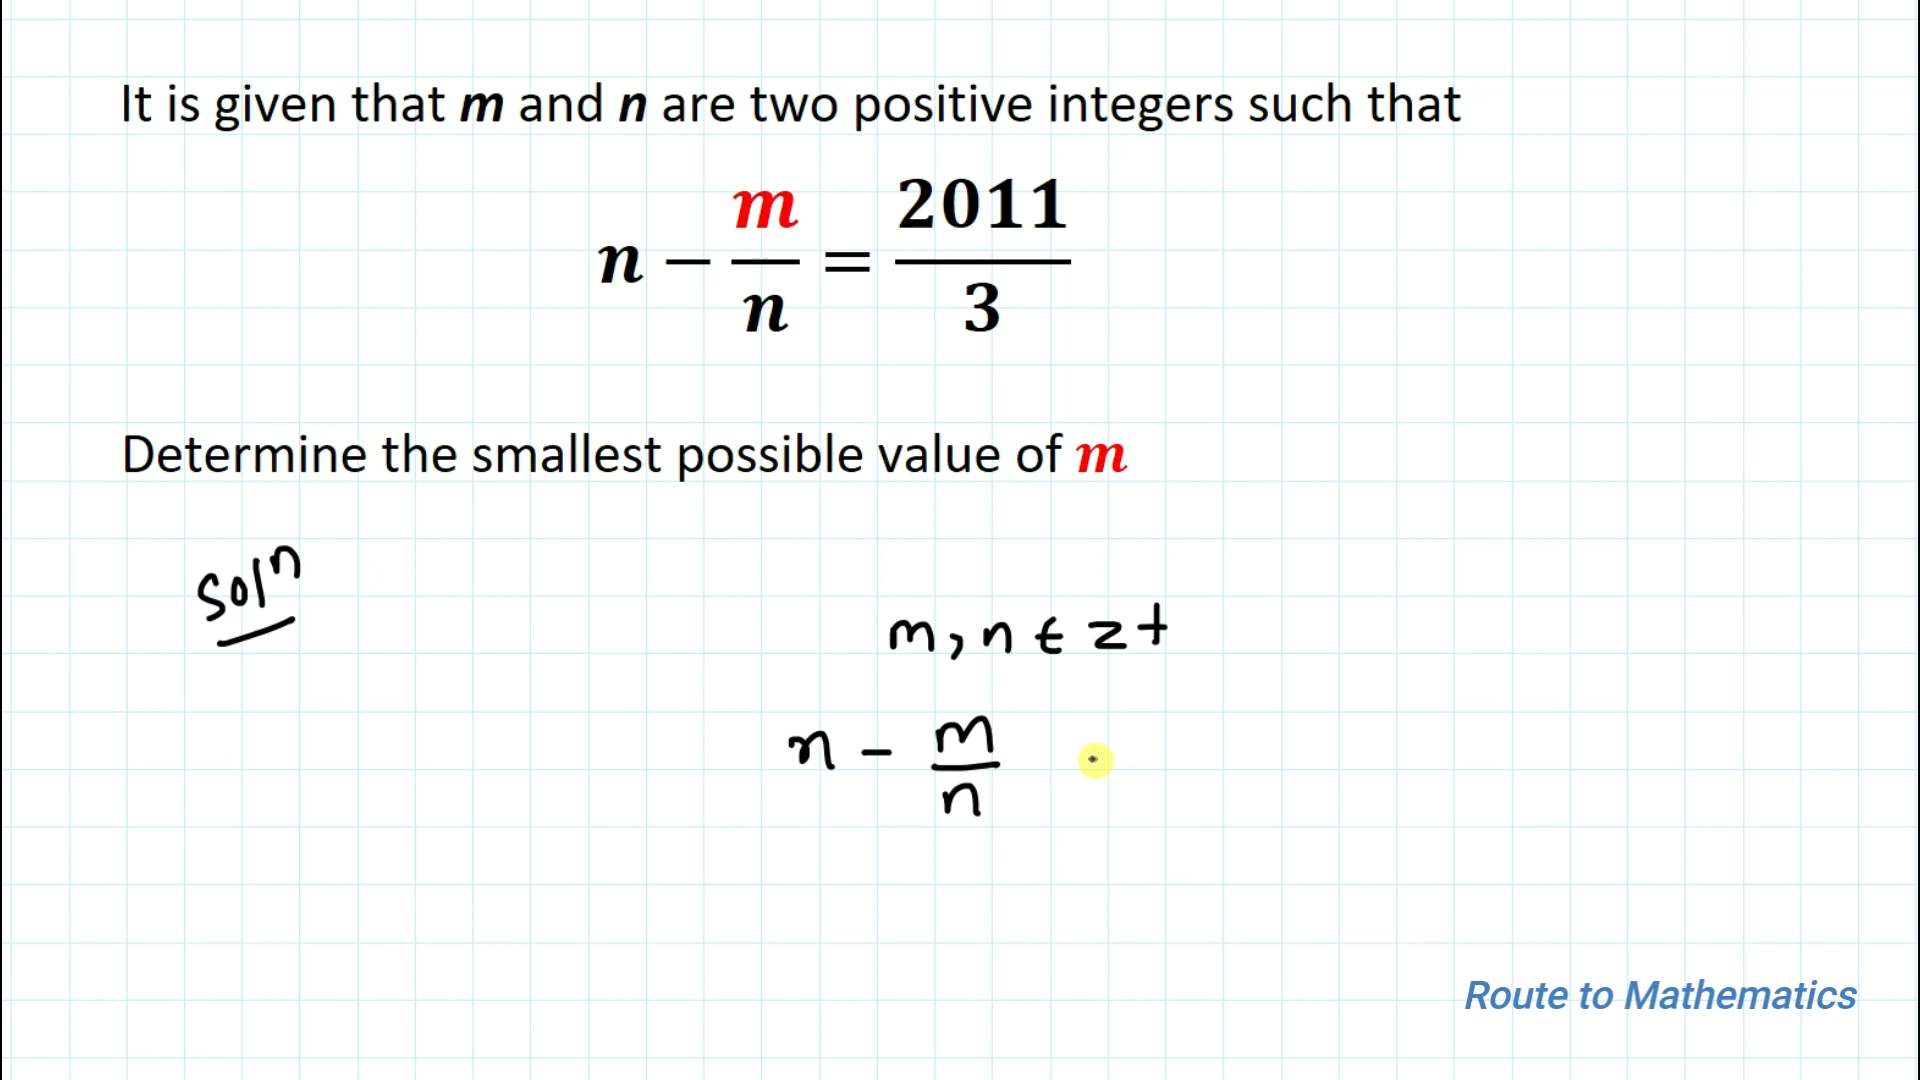 It is given that m and n are two positive integers such that
n − m/n = 2011/3
Determine the smallest possible value of m
Solⁿ
m, n ∈ z+
n − m/n
Route to Mathematics